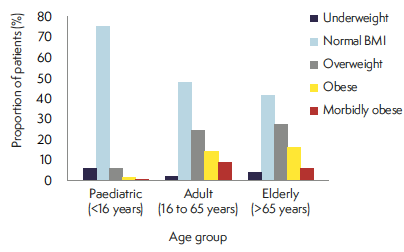 Proportion of patients (%)
80
70
60
50
40
30
20
10
0
Paediatric
(<16 years)
Adult
(16 to 65 years)
Elderly
(>65 years)
Age group
Underweight
Normal BMI
Overweight
Obese
Morbidly obese